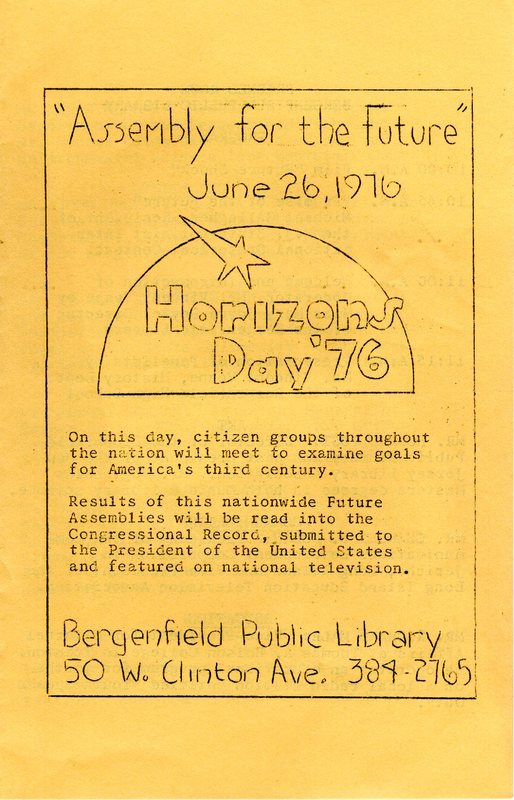 "Assembly for the Future"
June 26, 1976
Horizons
Day '76
On this day, citizen groups throughout
the nation will meet to examine goals
for America's third century.
Results of this nationwide Future
Assemblies will be read into the
Congressional Record, submitted to
the President of the United States
and featured on national television.
Bergenfield Public Library
50 W. Clinton Ave. 384-2765